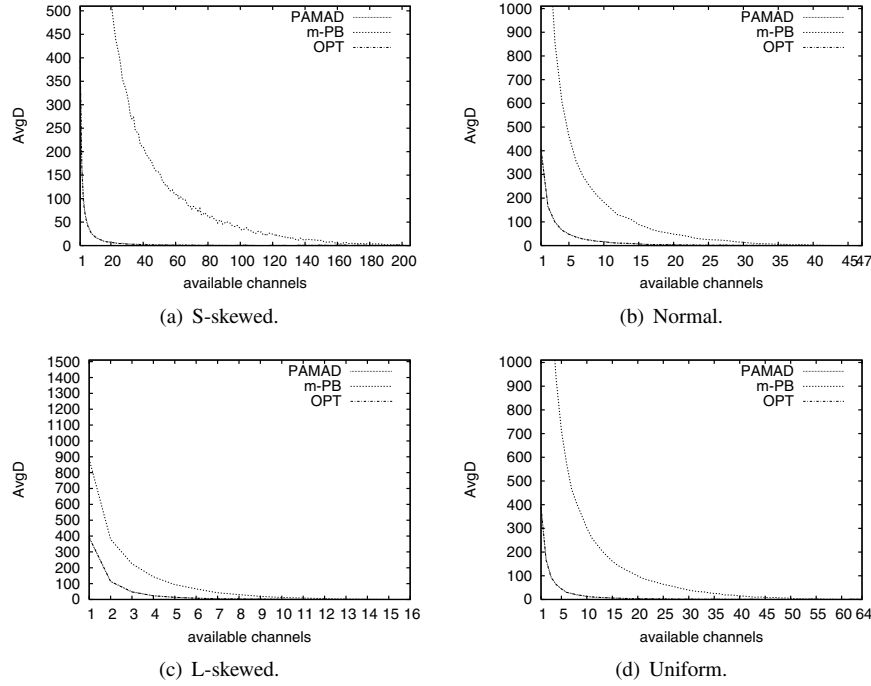 500
450
400
350
300
250
200
150
100
50
0
AvgD
PAMAD
m-PB
OPT
1 20 40 60 80 100 120 140 160 180 200
available channels
(a) S-skewed.
1000
900
800
700
600
500
400
300
200
100
0
AvgD
PAMAD
m-PB
OPT
1 5 10 15 20 25 30 35 40 4547
available channels
(b) Normal.
1500
1400
1300
1200
1100
1000
900
800
700
600
500
400
300
200
100
0
AvgD
PAMAD
m-PB
OPT
1 2 3 4 5 6 7 8 9 10 11 12 13 14 15 16
available channels
(c) L-skewed.
1000
900
800
700
600
500
400
300
200
100
0
AvgD
PAMAD
m-PB
OPT
1 5 10 15 20 25 30 35 40 45 50 55 60 64
available channels
(d) Uniform.